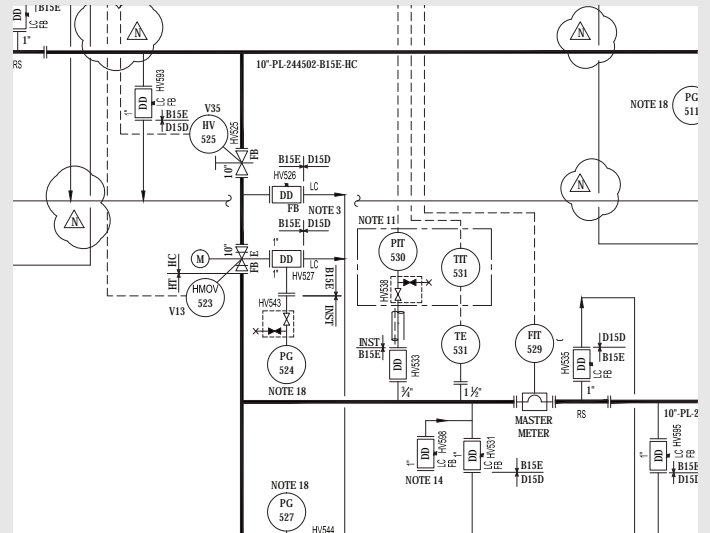 B15E
DD
LC
FB
1"
RS
N
N
10"-PL-244502-B15E-HC
HV593
DD
LC
FB
1"
B15E
D15D
V35
HV
525
HV525
FB
10"
NOTE 18
PG
511
B15E D15D
HV526
DD
LC
FB
NOTE 3
N
N
B15E D15D
NOTE 11
1"
DD
LC
1"
HV527
10"
E
FB
M
HC
HT
HMOV
523
V13
B15E
INST
HV543
PG
524
NOTE 18
PIT
530
TIT
531
HV538
TE
531
FIT
529
INST
B15E
DD
HV533
¾"
1 ½"
HV535
DD
LC
FB
D15D
B15E
1"
MASTER
METER
RS
10"-PL-2
1"
DD
HV598
LC
FB
NOTE 14
1"
DD
HV531
LC
FB
B15E
D15D
1"
DD
HV595
LC
FB
B15E
D15D
NOTE 18
PG
527
HV544